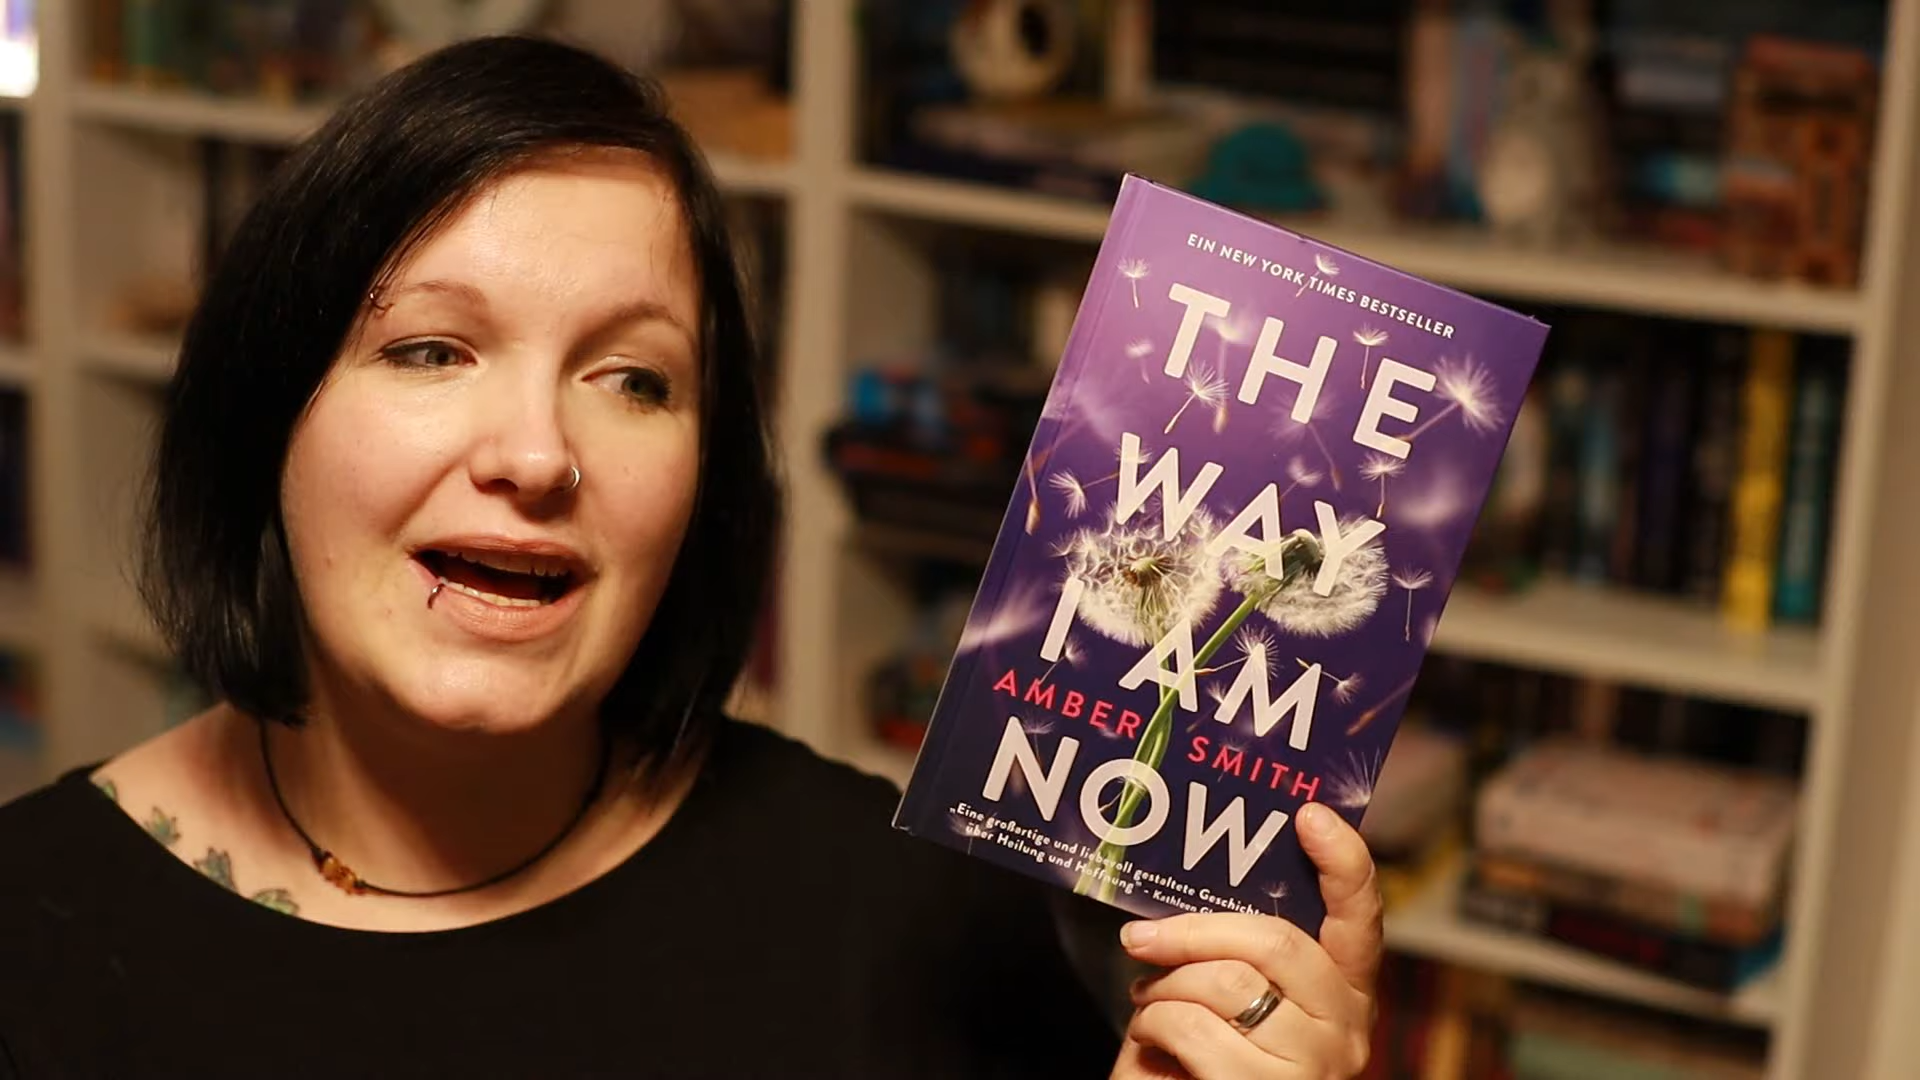 EIN NEW YORK TIMES BESTSELLER
THE
WAY
I AM
AMBER SMITH
NOW
„Eine großartige und liebevoll gestaltete Geschichte
über Heilung und Hoffnung“ - Kathleen